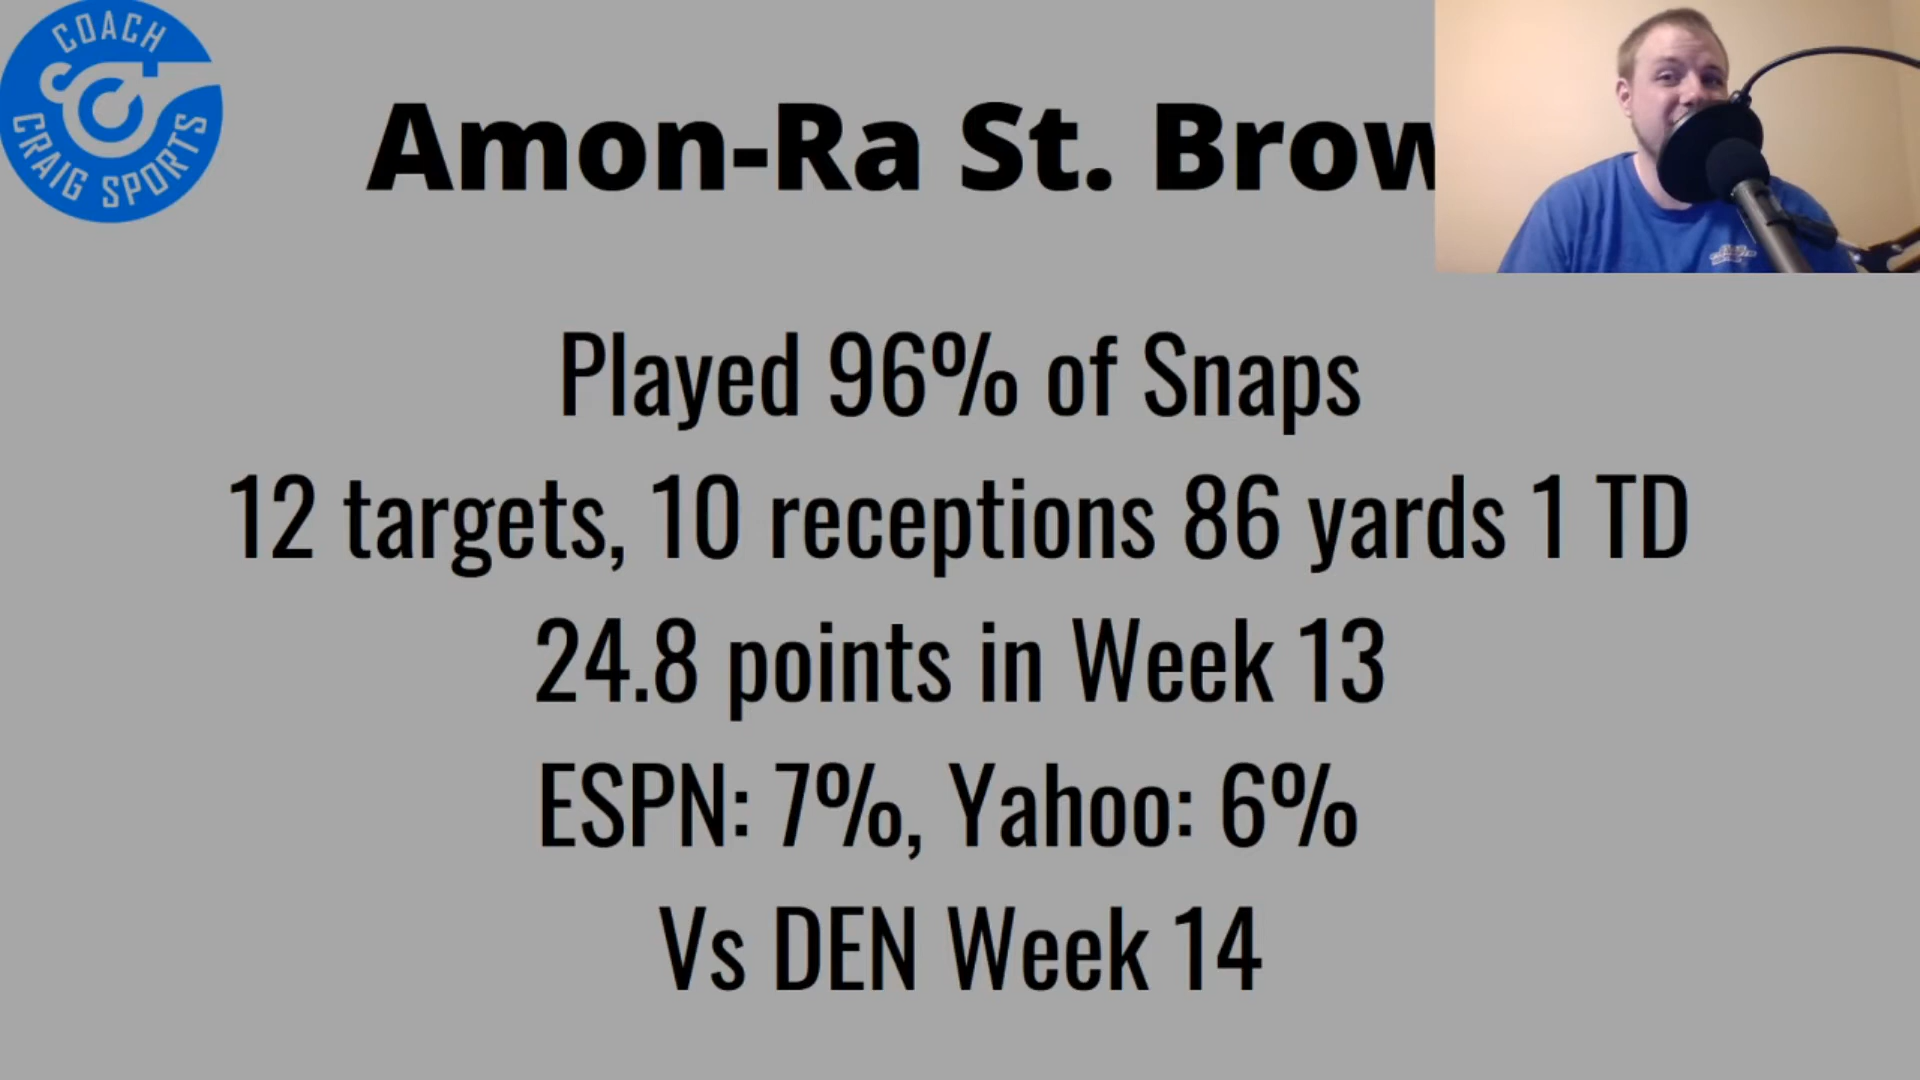 COACH
CRAIG SPORTS
Amon-Ra St. Brow
Played 96% of Snaps
12 targets, 10 receptions 86 yards 1 TD
24.8 points in Week 13
ESPN: 7%, Yahoo: 6%
Vs DEN Week 14